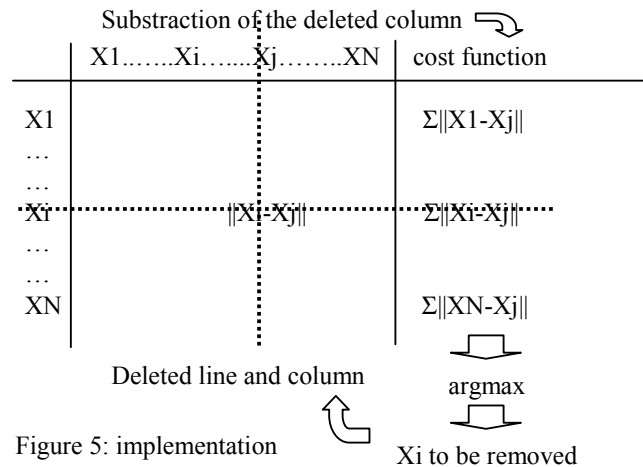 Substraction of the deleted column
X1..…..Xi…....Xj……..XN cost function
X1 Σ||X1-Xj||
…
…
Xi ||Xi-Xj|| Σ||Xi-Xj||
…
…
XN Σ||XN-Xj||
Deleted line and column argmax
Figure 5: implementation Xi to be removed